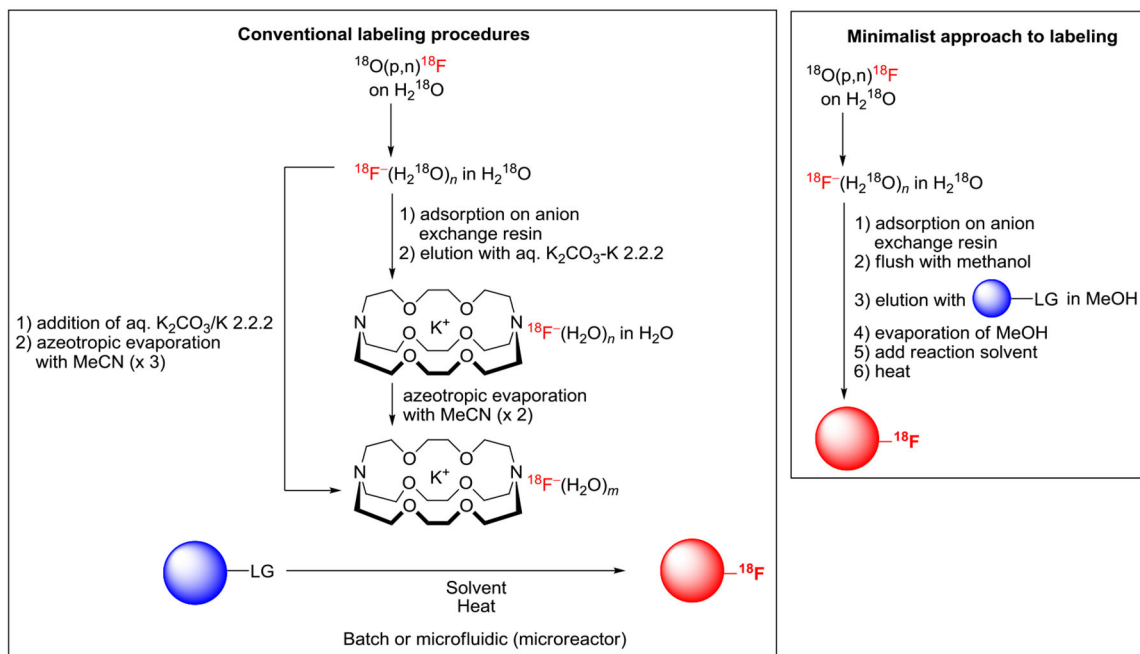 Conventional labeling procedures
¹⁸O(p,n)¹⁸F
on H₂¹⁸O
¹⁸F⁻(H₂¹⁸O)ₙ in H₂¹⁸O
1) adsorption on anion
exchange resin
2) elution with aq. K₂CO₃-K 2.2.2
1) addition of aq. K₂CO₃/K 2.2.2
2) azeotropic evaporation
with MeCN (x 3)
O O
N K⁺ N
O O
O O
¹⁸F⁻(H₂O)ₙ in H₂O
azeotropic evaporation
with MeCN (x 2)
O O
N K⁺ N
O O
O O
¹⁸F⁻(H₂O)ₘ
LG
Solvent
Heat
¹⁸F
Batch or microfluidic (microreactor)
Minimalist approach to labeling
¹⁸O(p,n)¹⁸F
on H₂¹⁸O
¹⁸F⁻(H₂¹⁸O)ₙ in H₂¹⁸O
1) adsorption on anion
exchange resin
2) flush with methanol
3) elution with LG in MeOH
4) evaporation of MeOH
5) add reaction solvent
6) heat
¹⁸F